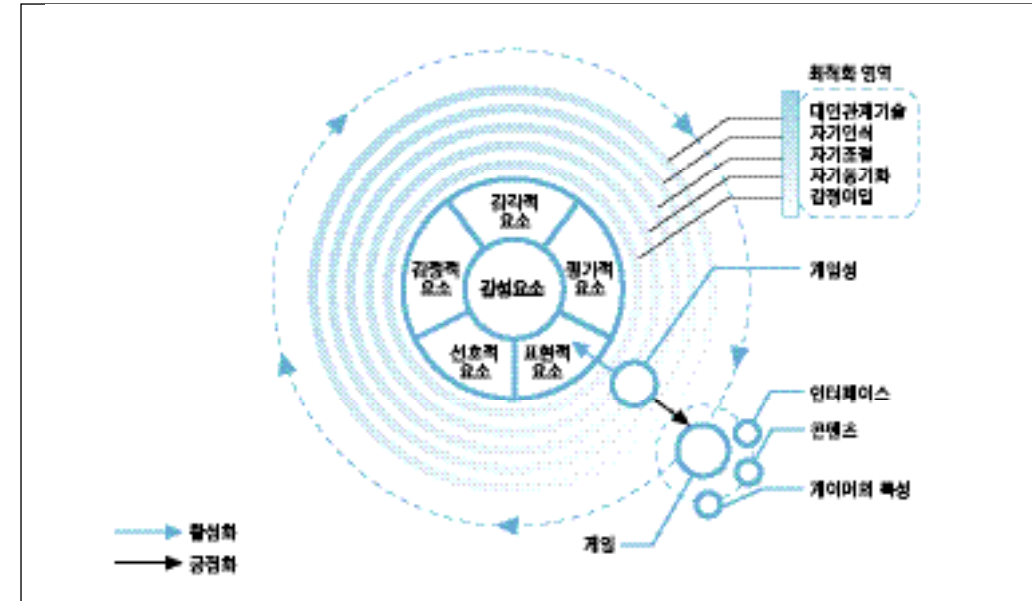 최적화 영역
대인관계기술
자기인식
자기조절
자기동기화
감정이입
감각적
요소
감정적
요소
평가적
요소
감성요소
선호적
요소
표현적
요소
게임성
인터페이스
콘텐츠
게이머의 특성
게임
활성화
긍정화